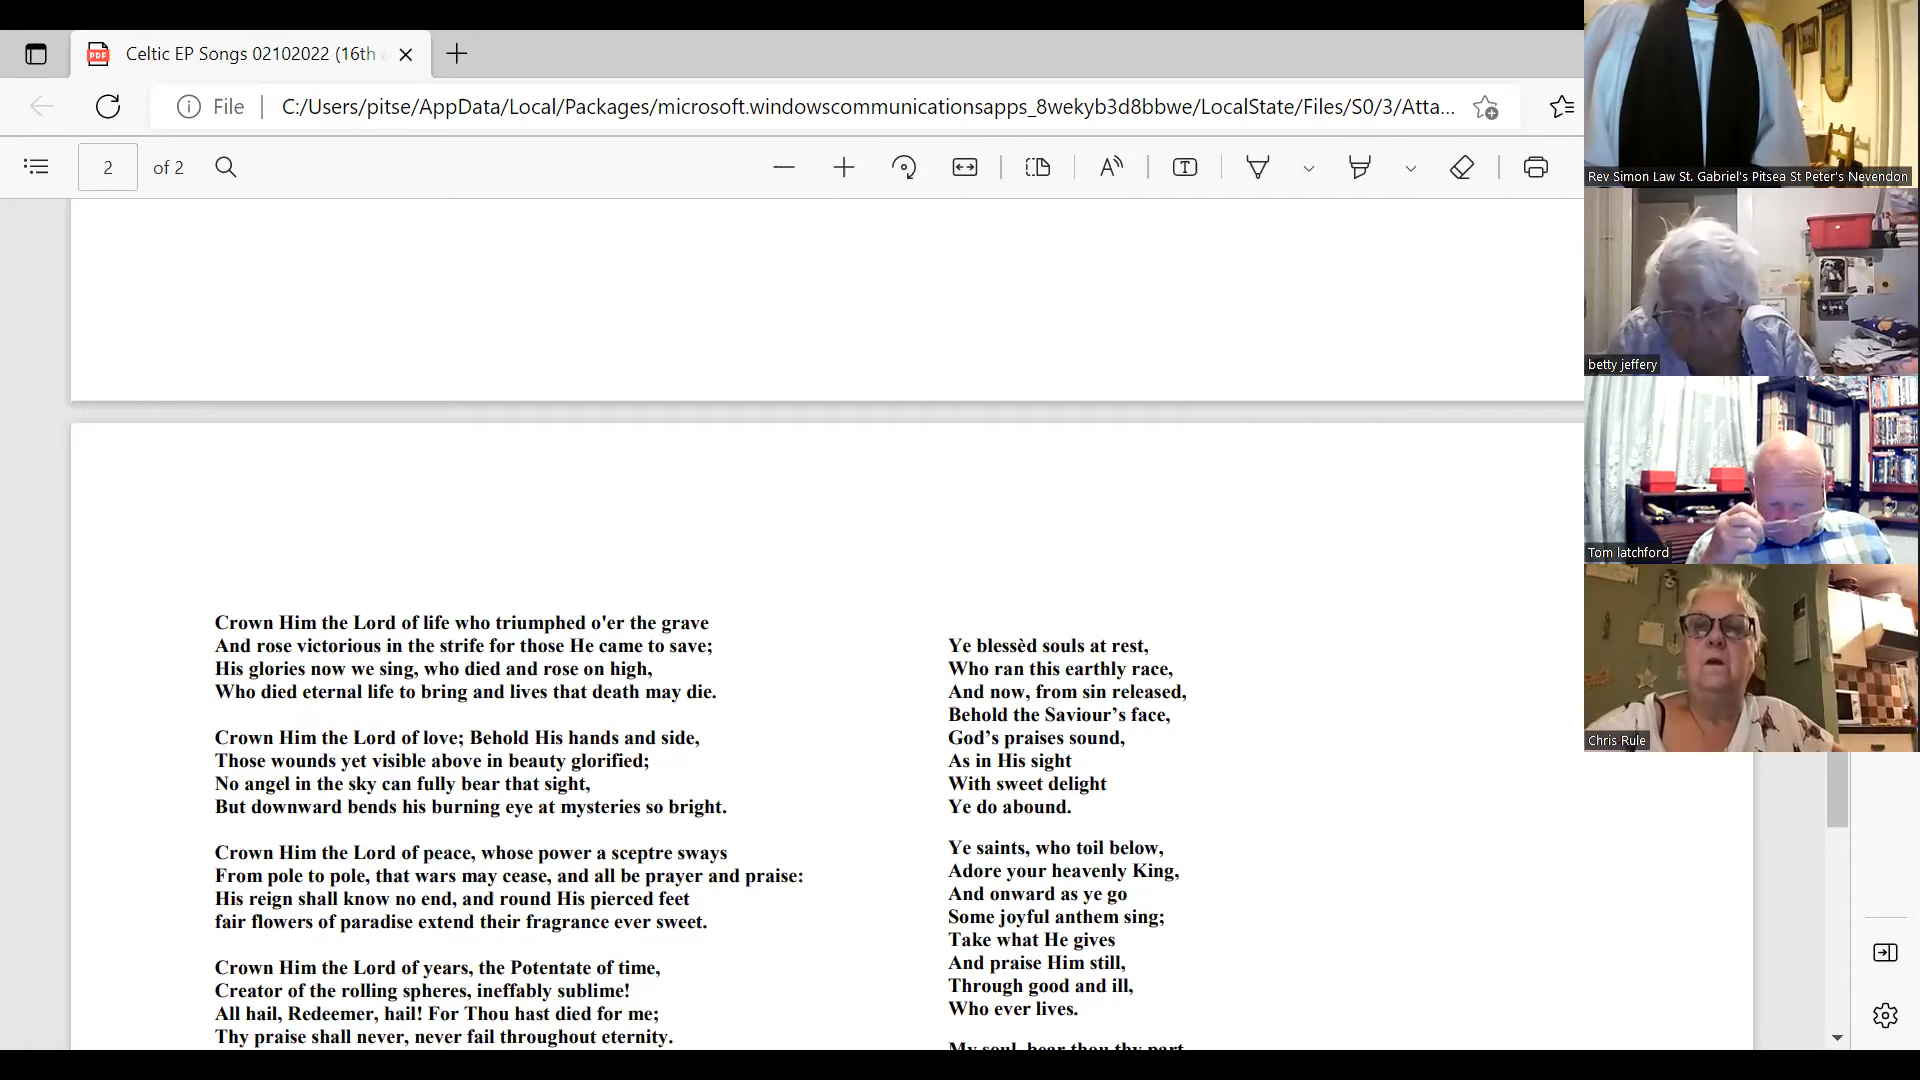 Celtic EP Songs 02102022 (16th
File
C:/Users/pitse/AppData/Local/Packages/microsoft.windowscommunicationsapps_8wekyb3d8bbwe/LocalState/Files/S0/3/Atta...
2 of 2
Crown Him the Lord of life who triumphed o'er the grave
And rose victorious in the strife for those He came to save;
His glories now we sing, who died and rose on high,
Who died eternal life to bring and lives that death may die.
Crown Him the Lord of love; Behold His hands and side,
Those wounds yet visible above in beauty glorified;
No angel in the sky can fully bear that sight,
But downward bends his burning eye at mysteries so bright.
Crown Him the Lord of peace, whose power a sceptre sways
From pole to pole, that wars may cease, and all be prayer and praise:
His reign shall know no end, and round His pierced feet
fair flowers of paradise extend their fragrance ever sweet.
Crown Him the Lord of years, the Potentate of time,
Creator of the rolling spheres, ineffably sublime!
All hail, Redeemer, hail! For Thou hast died for me;
Thy praise shall never, never fail throughout eternity.
Ye blessèd souls at rest,
Who ran this earthly race,
And now, from sin released,
Behold the Saviour’s face,
God’s praises sound,
As in His sight
With sweet delight
Ye do abound.
Ye saints, who toil below,
Adore your heavenly King,
And onward as ye go
Some joyful anthem sing;
Take what He gives
And praise Him still,
Through good and ill,
Who ever lives.
My soul, bear thou thy part
Rev Simon Law St. Gabriel's Pitsea St Peter's Nevendon
betty jeffery
Tom latchford
Chris Rule